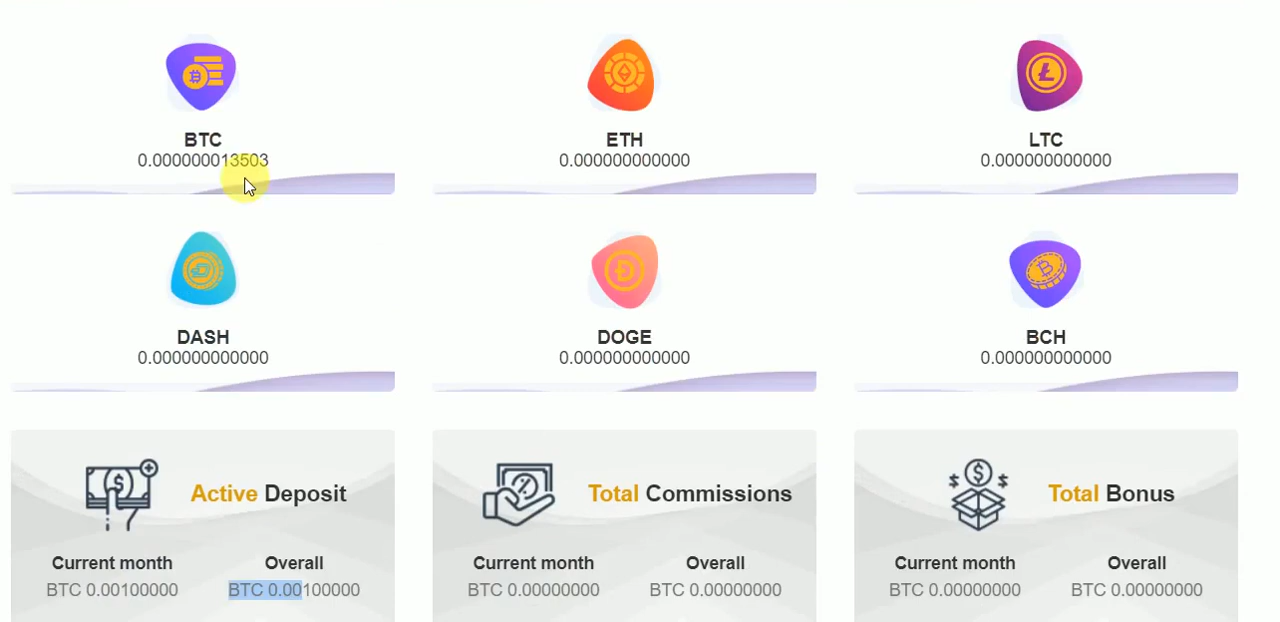 BTC
0.000000013503
ETH
0.000000000000
LTC
0.000000000000
DASH
0.000000000000
DOGE
0.000000000000
BCH
0.000000000000
Active Deposit
Current month Overall
BTC 0.00100000 BTC 0.00100000
Total Commissions
Current month Overall
BTC 0.00000000 BTC 0.00000000
Total Bonus
Current month Overall
BTC 0.00000000 BTC 0.00000000